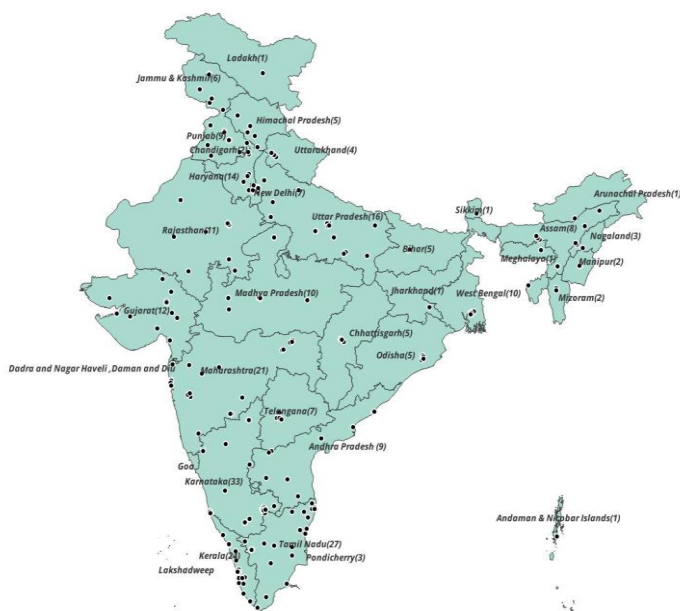 Ladakh(1)
Jammu & Kashmir(6)
Himachal Pradesh(5)
Punjab(9)
Chandigarh(2)
Uttarakhand(4)
Haryana(14)
New Delhi(7)
Arunachal Pradesh(1)
Sikkim(1)
Uttar Pradesh(16)
Rajasthan(11)
Assam(8)
Nagaland(3)
Bihar(5)
Meghalaya(5)
Manipur(2)
Jharkhand(1)
West Bengal(10)
Madhya Pradesh(10)
Mizoram(2)
Gujarat(12)
Chhattisgarh(5)
Odisha(5)
Dadra and Nagar Haveli ,Daman and Diu
Maharashtra(21)
Telangana(7)
Andhra Pradesh (9)
Goa
Karnataka(33)
Andaman & Nicobar Islands(1)
Tamil Nadu(27)
Kerala
Pondicherry(3)
Lakshadweep